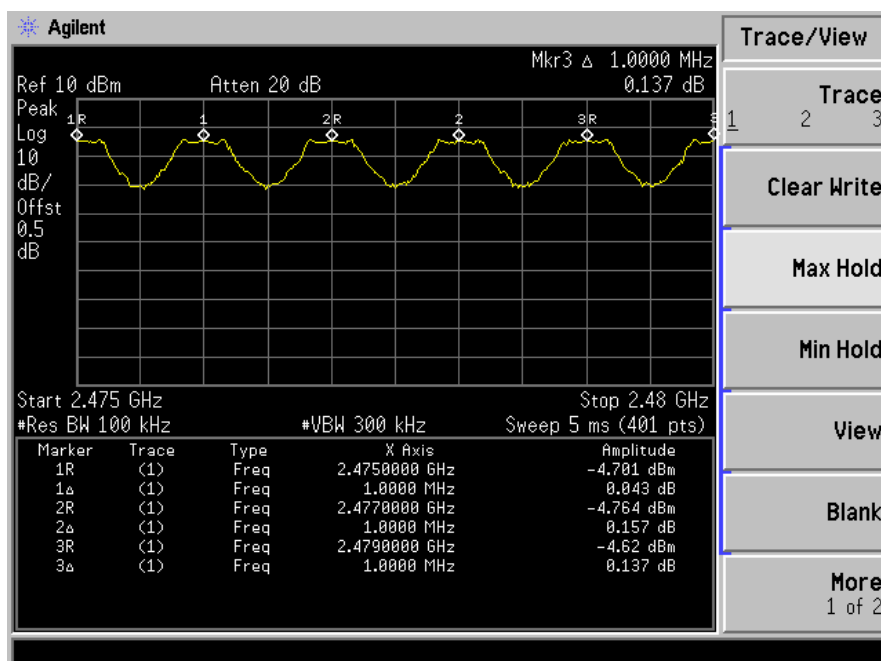 Agilent
Trace/View
Mkr3 Δ 1.0000 MHz
Ref 10 dBm Atten 20 dB 0.137 dB
Peak
Log
10
dB/
Offst
0.5
dB
1R 1 2R 2 3R 3
Start 2.475 GHz Stop 2.48 GHz
#Res BW 100 kHz #VBW 300 kHz Sweep 5 ms (401 pts)
Marker Trace Type X Axis Amplitude
1R (1) Freq 2.4750000 GHz -4.701 dBm
1Δ (1) Freq 1.0000 MHz 0.043 dB
2R (1) Freq 2.4770000 GHz -4.764 dBm
2Δ (1) Freq 1.0000 MHz 0.157 dB
3R (1) Freq 2.4790000 GHz -4.62 dBm
3Δ (1) Freq 1.0000 MHz 0.137 dB
Trace
1 2 3
Clear Write
Max Hold
Min Hold
View
Blank
More
1 of 2